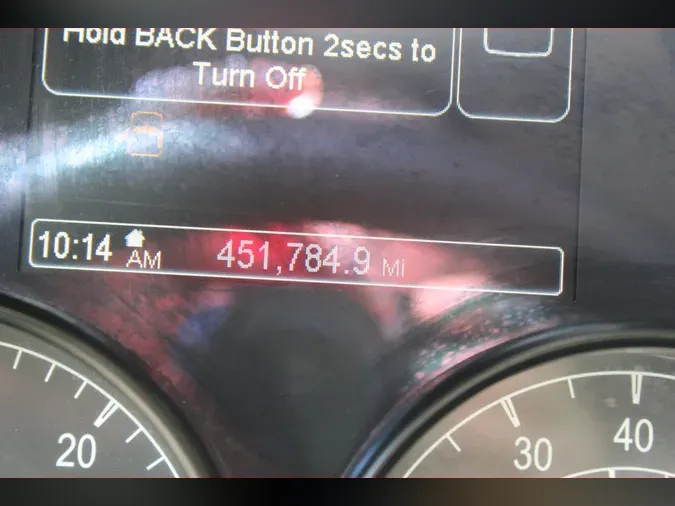 Hold BACK Button 2secs to
Turn Off
10:14 AM 451,784.9 Mi
20
30
40